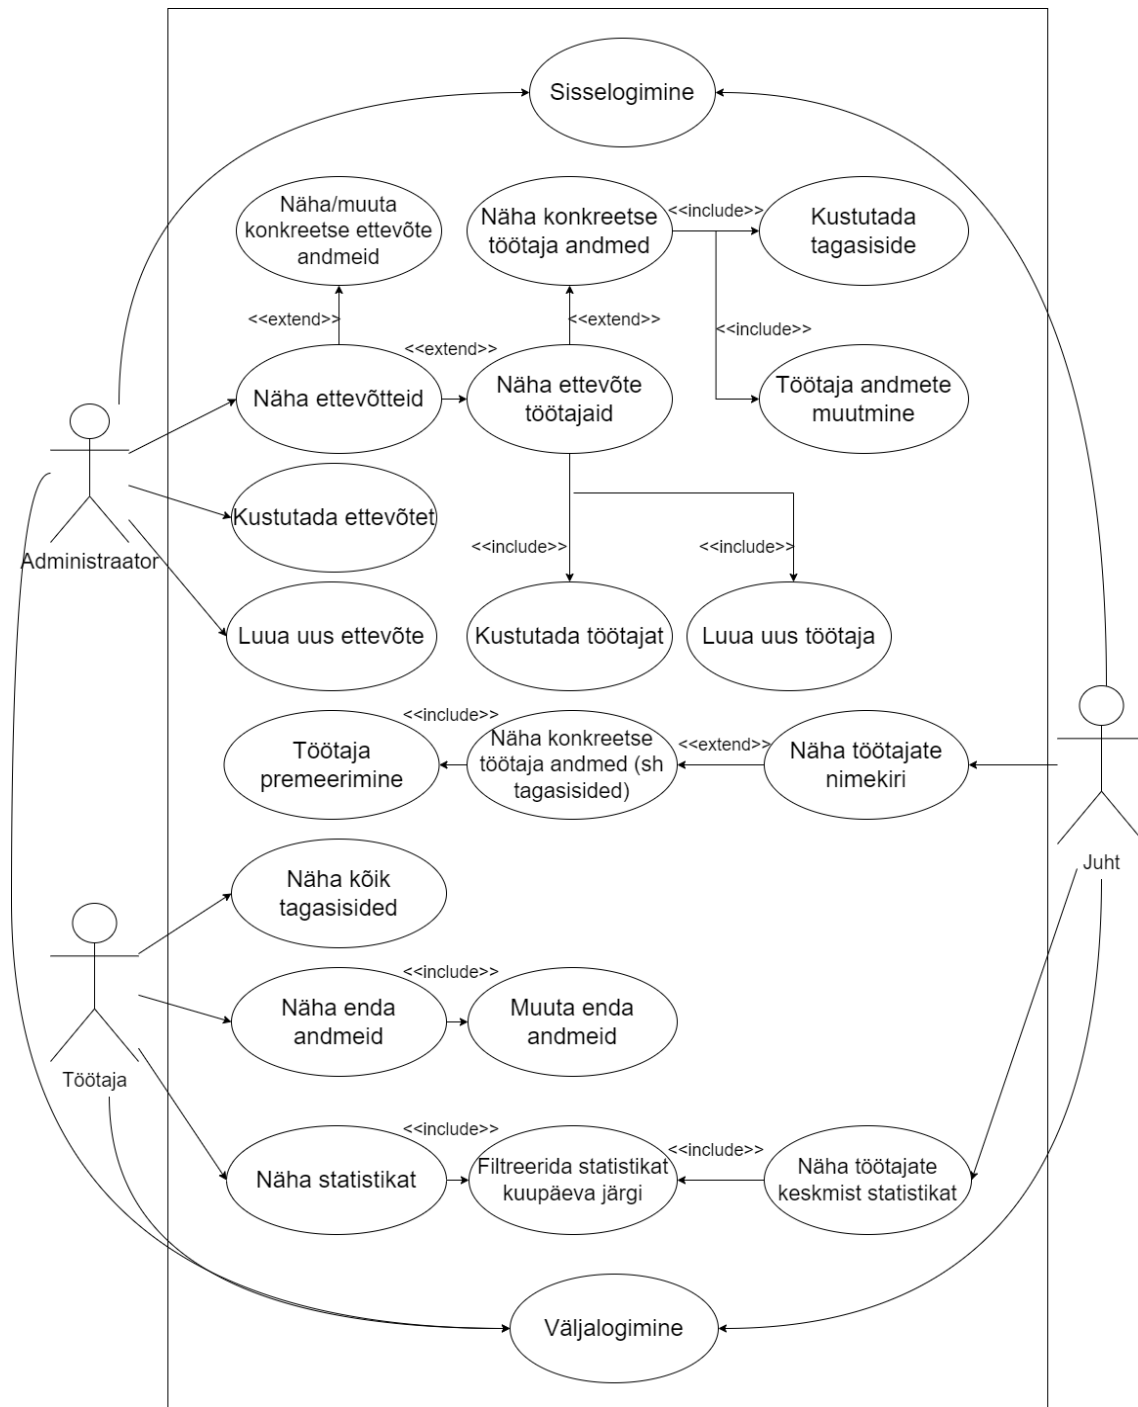 Sisselogimine
Näha/muuta
konkreetse ettevõte
andmeid
Näha konkreetse
töötaja andmed
<<include>>
Kustutada
tagasiside
<<extend>>
<<extend>>
<<include>>
<<extend>>
Näha ettevõtteid
Näha ettevõte
töötajaid
Töötaja andmete
muutmine
Kustutada ettevõtet
Administraator
<<include>>
<<include>>
Luua uus ettevõte
Kustutada töötajat
Luua uus töötaja
<<include>>
Töötaja
premeerimine
Näha konkreetse
töötaja andmed (sh
tagasisided)
<<extend>>
Näha töötajate
nimekiri
Juht
Näha kõik
tagasisided
<<include>>
Näha enda
andmeid
Muuta enda
andmeid
Töötaja
<<include>>
<<include>>
Näha statistikat
Filtreerida statistikat
kuupäeva järgi
Näha töötajate
keskmist statistikat
Väljalogimine